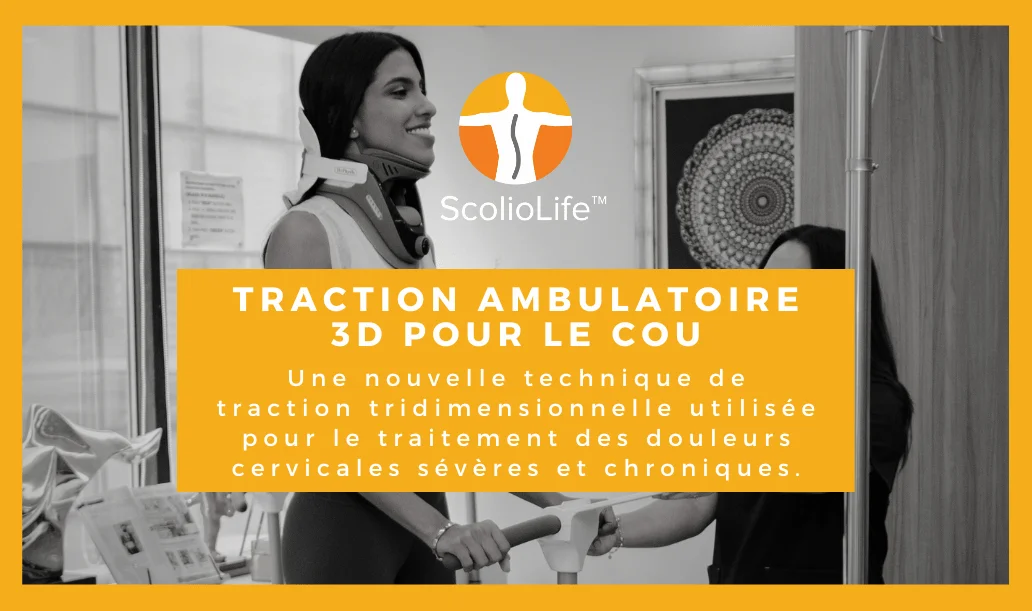 ScolioLife™
TRACTION AMBULATOIRE
3D POUR LE COU
Une nouvelle technique de
traction tridimensionnelle utilisée
pour le traitement des douleurs
cervicales sévères et chroniques.